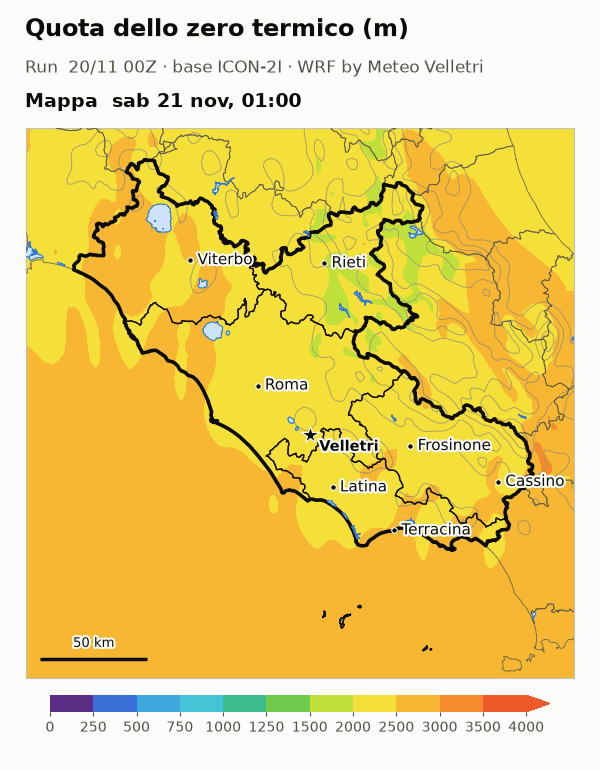 Quota dello zero termico (m)
Run  20/11 00Z · base ICON-2I · WRF by Meteo Velletri
Mappa  sab 21 nov, 01:00
Viterbo
Rieti
Roma
Velletri
Frosinone
Cassino
Latina
Terracina
50 km
0 250 500 750 1000 1250 1500 2000 2500 3000 3500 4000